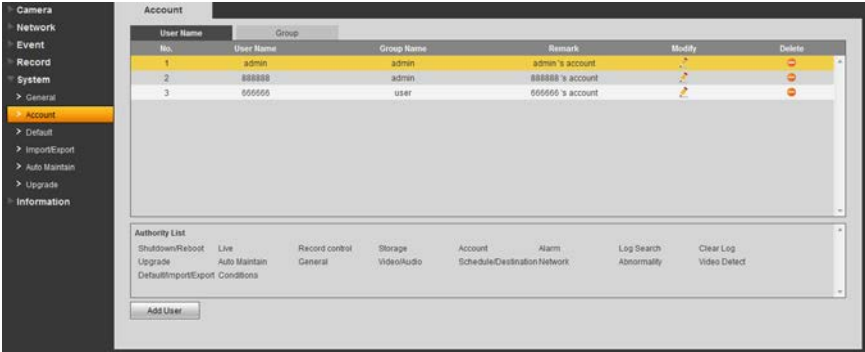 Camera
Network
Event
Record
System
General
Account
Default
Import/Export
Auto Maintain
Upgrade
Information
Account
User Name Group
No. User Name Group Name Remark Modify Delete
1 admin admin admin 's account
2 888888 admin 888888 's account
3 666666 user 666666 's account
Authority List
Shutdown/Reboot Live Record control Storage Account Alarm Log Search Clear Log
Upgrade Auto Maintain General Video/Audio Schedule/Destination Network Abnormality Video Detect
Default/Import/Export Conditions
Add User